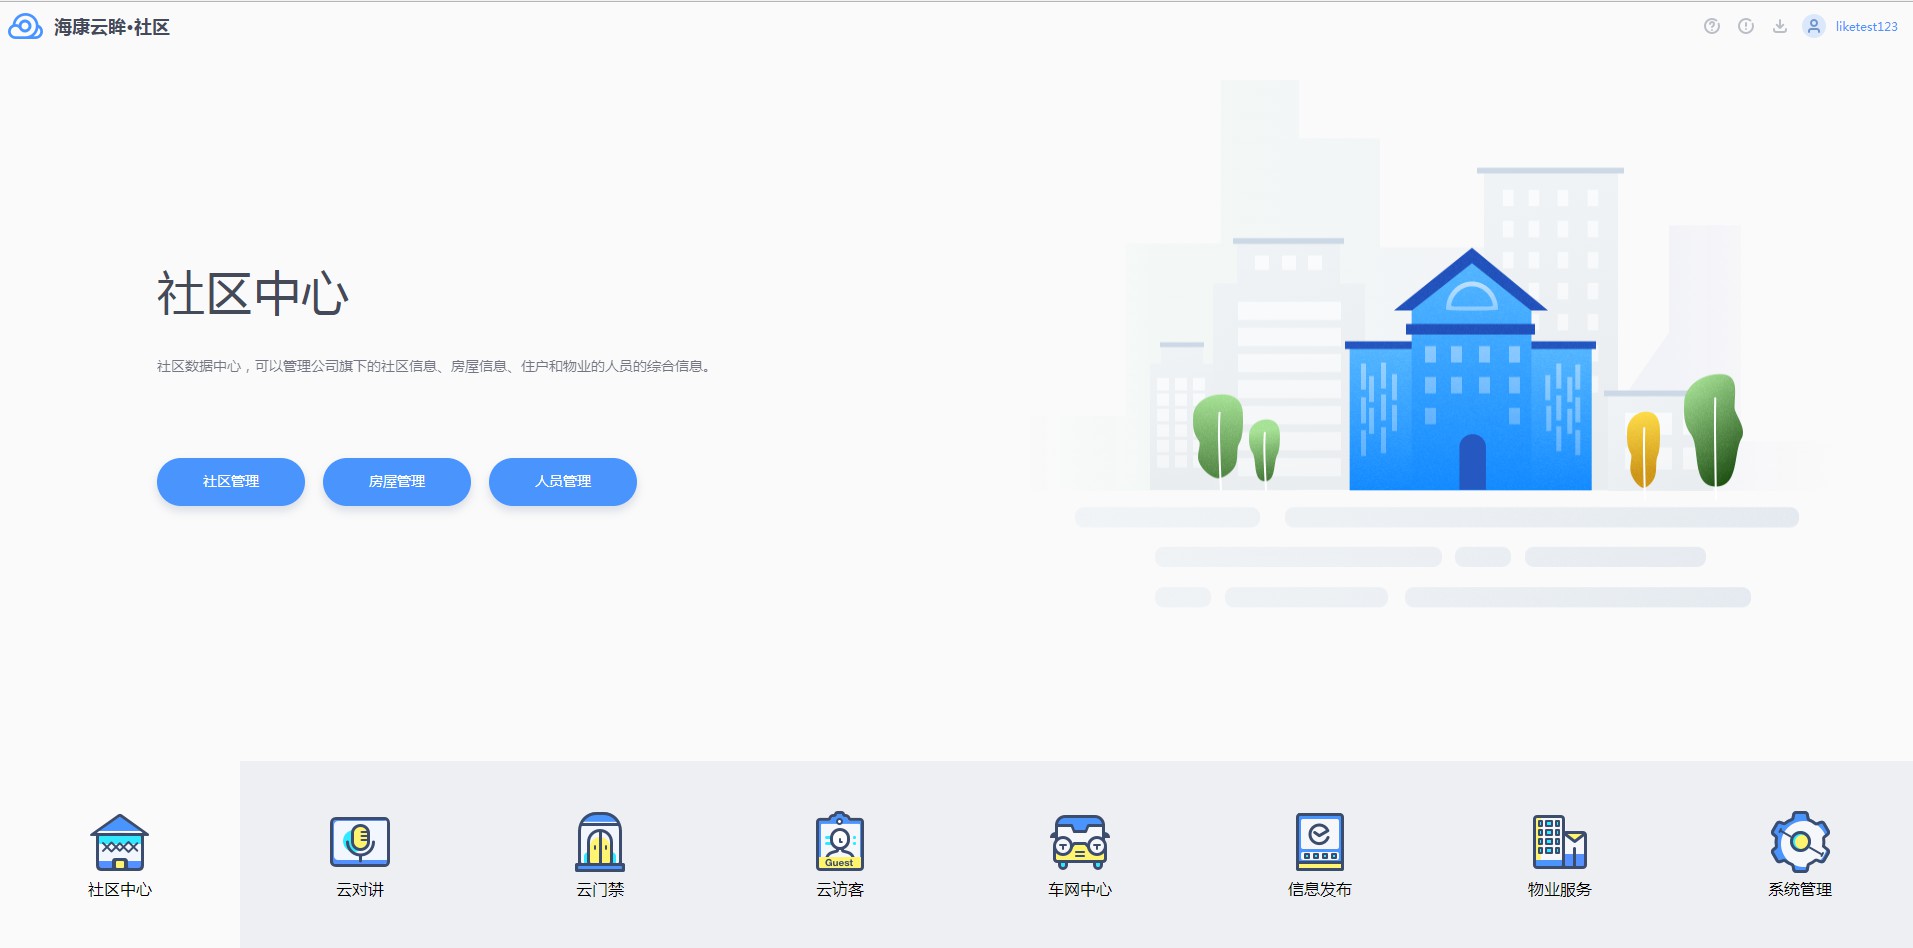 海康云眸•社区
liketest123
社区中心
社区数据中心，可以管理公司旗下的社区信息、房屋信息、住户和物业的人员的综合信息。
社区管理
房屋管理
人员管理
Guest
社区中心
云对讲
云门禁
云访客
车网中心
信息发布
物业服务
系统管理